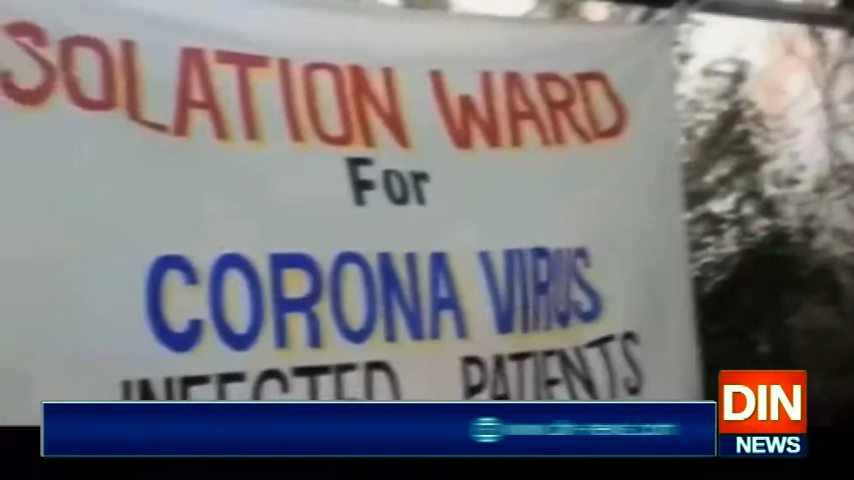 SOLATION WARD
For
CORONA VIRUS
INFECTED PATIENTS
DIN
NEWS